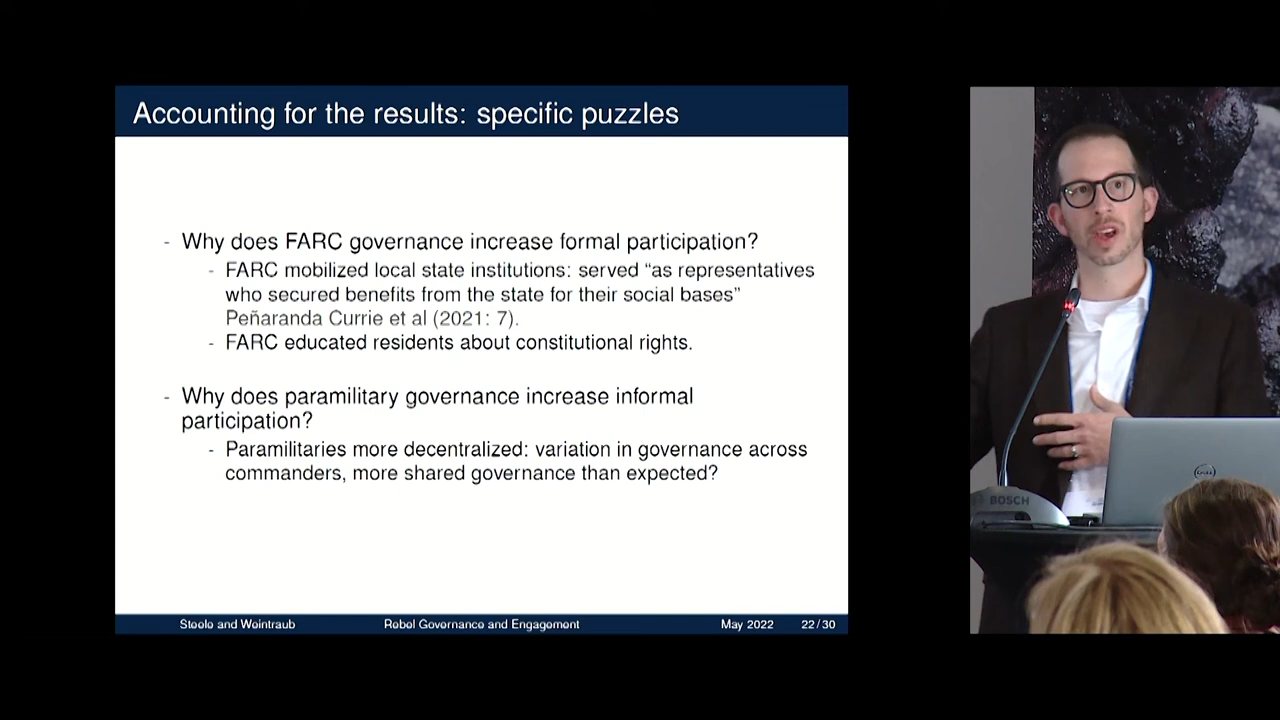 Accounting for the results: specific puzzles
- Why does FARC governance increase formal participation?
- FARC mobilized local state institutions: served “as representatives
who secured benefits from the state for their social bases”
Peñaranda Currie et al (2021: 7).
- FARC educated residents about constitutional rights.
- Why does paramilitary governance increase informal
participation?
- Paramilitaries more decentralized: variation in governance across
commanders, more shared governance than expected?
Steele and Weintraub Rebel Governance and Engagement May 2022 22/30
BOSCH
DELL